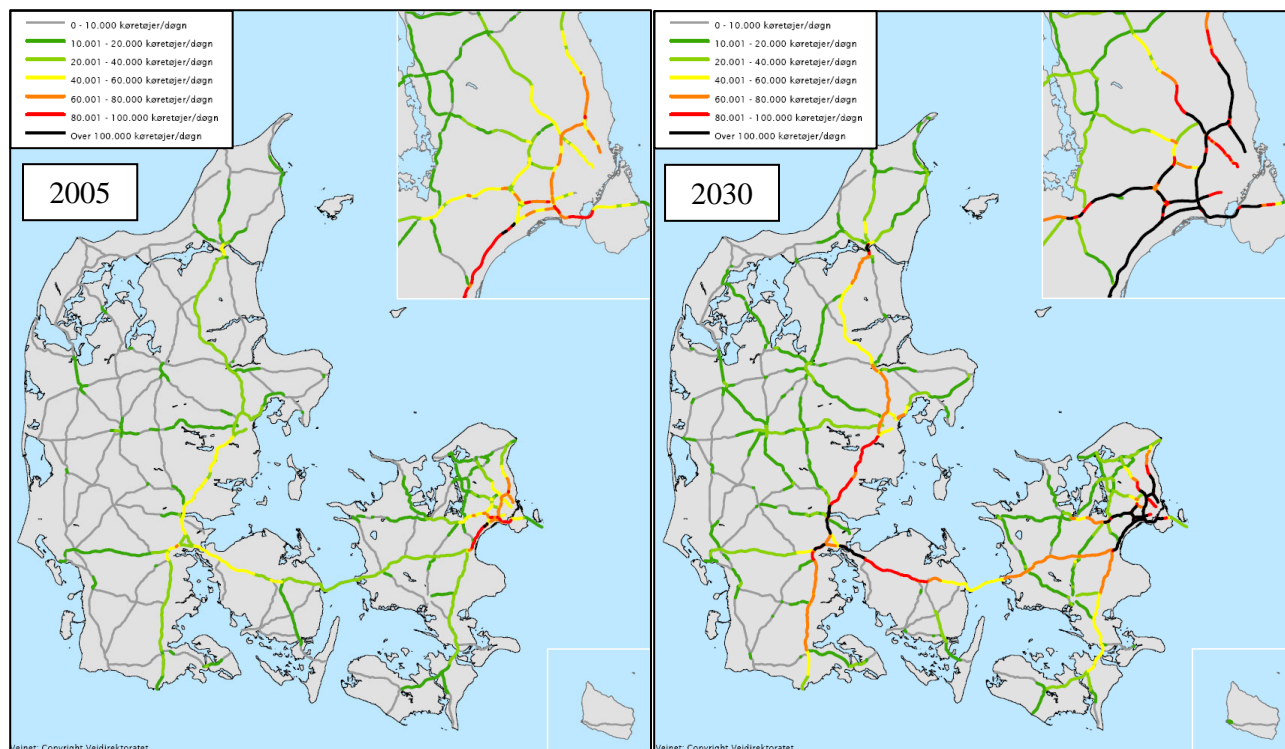 0 - 10.000 køretøjer/døgn
10.001 - 20.000 køretøjer/døgn
20.001 - 40.000 køretøjer/døgn
40.001 - 60.000 køretøjer/døgn
60.001 - 80.000 køretøjer/døgn
80.001 - 100.000 køretøjer/døgn
Over 100.000 køretøjer/døgn
2005
Vejnet: Copyright Vejdirektoratet
0 - 10.000 køretøjer/døgn
10.001 - 20.000 køretøjer/døgn
20.001 - 40.000 køretøjer/døgn
40.001 - 60.000 køretøjer/døgn
60.001 - 80.000 køretøjer/døgn
80.001 - 100.000 køretøjer/døgn
Over 100.000 køretøjer/døgn
2030
Vejnet: Copyright Vejdirektoratet